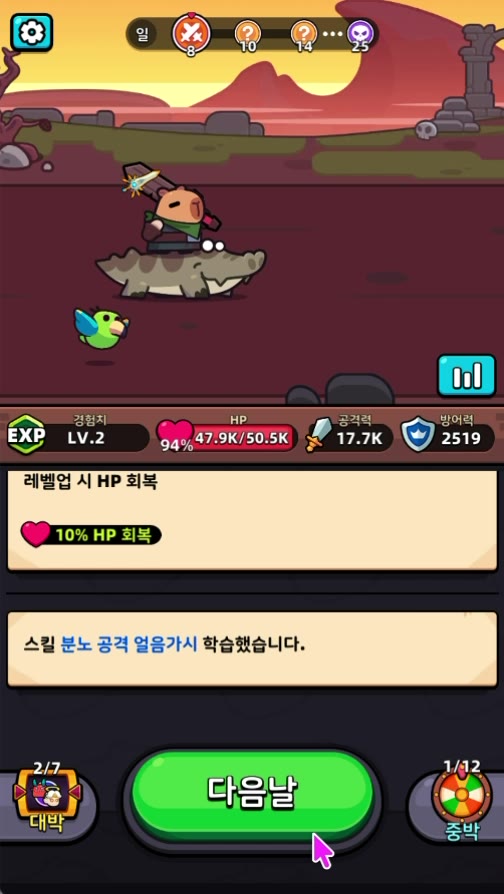 일
8
10
14
25
경험치
EXP
LV.2
HP
94%
47.9K/50.5K
공격력
17.7K
방어력
2519
레벨업 시 HP 회복
10% HP 회복
스킬 분노 공격 얼음가시 학습했습니다.
2/7
대박
다음날
1/12
중박